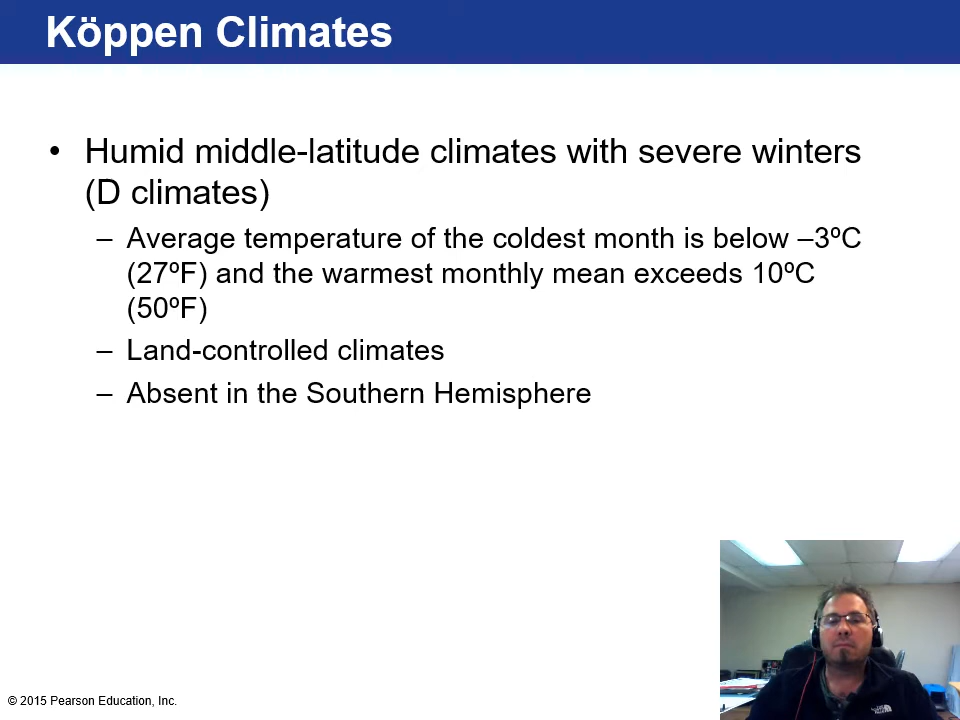 Köppen Climates
• Humid middle-latitude climates with severe winters
(D climates)
– Average temperature of the coldest month is below –3ºC
(27ºF) and the warmest monthly mean exceeds 10ºC
(50ºF)
– Land-controlled climates
– Absent in the Southern Hemisphere
© 2015 Pearson Education, Inc.